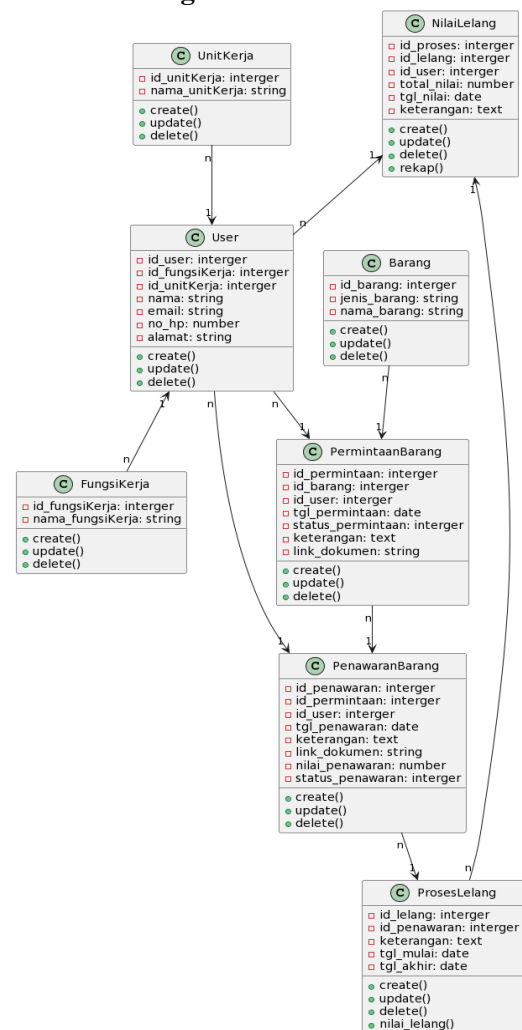 C NilaiLelang
id_proses: interger
id_lelang: interger
id_user: interger
total_nilai: number
tgl_nilai: date
keterangan: text
create()
update()
delete()
rekap()
C UnitKerja
id_unitKerja: interger
nama_unitKerja: string
create()
update()
delete()
n
1
1
n
1
C User
id_user: interger
id_fungsiKerja: interger
id_unitKerja: interger
nama: string
email: string
no_hp: number
alamat: string
create()
update()
delete()
C Barang
id_barang: interger
jenis_barang: string
nama_barang: string
create()
update()
delete()
1
n
n
n
n
1
1
1
C FungsiKerja
id_fungsiKerja: interger
nama_fungsiKerja: string
create()
update()
delete()
C PermintaanBarang
id_permintaan: interger
id_barang: interger
id_user: interger
tgl_permintaan: date
status_permintaan: interger
keterangan: text
link_dokumen: string
create()
update()
delete()
n
1
1
C PenawaranBarang
id_penawaran: interger
id_permintaan: interger
id_user: interger
tgl_penawaran: date
keterangan: text
link_dokumen: string
nilai_penawaran: number
status_penawaran: interger
create()
update()
delete()
n
1
n
C ProsesLelang
id_lelang: interger
id_penawaran: interger
keterangan: text
tgl_mulai: date
tgl_akhir: date
create()
update()
delete()
nilai_lelang()